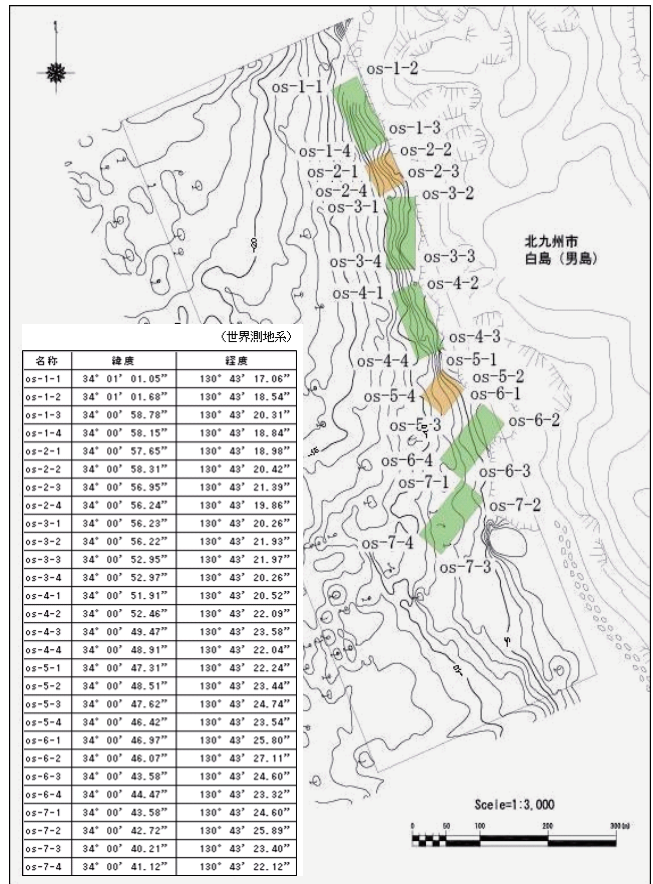 os-1-2
os-1-1
os-1-3
os-1-4
os-2-2
os-2-1
os-2-3
os-2-4
os-3-2
os-3-1
北九州市
白島（男島）
os-3-4
os-3-3
os-4-2
os-4-1
os-4-3
os-4-4
os-5-1
os-5-2
os-5-4
os-6-1
os-5-3
os-6-2
os-6-4
os-6-3
os-7-1
os-7-2
os-7-4
os-7-3
（世界測地系）
名称 緯度 経度
os-1-1 34° 01' 01.05" 130° 43' 17.06"
os-1-2 34° 01' 01.68" 130° 43' 18.54"
os-1-3 34° 00' 58.78" 130° 43' 20.31"
os-1-4 34° 00' 58.15" 130° 43' 18.84"
os-2-1 34° 00' 57.65" 130° 43' 18.98"
os-2-2 34° 00' 58.31" 130° 43' 20.42"
os-2-3 34° 00' 56.95" 130° 43' 21.39"
os-2-4 34° 00' 56.24" 130° 43' 19.86"
os-3-1 34° 00' 56.23" 130° 43' 20.26"
os-3-2 34° 00' 56.22" 130° 43' 21.93"
os-3-3 34° 00' 52.95" 130° 43' 21.97"
os-3-4 34° 00' 52.97" 130° 43' 20.26"
os-4-1 34° 00' 51.91" 130° 43' 20.52"
os-4-2 34° 00' 52.46" 130° 43' 22.09"
os-4-3 34° 00' 49.47" 130° 43' 23.58"
os-4-4 34° 00' 48.91" 130° 43' 22.04"
os-5-1 34° 00' 47.31" 130° 43' 22.24"
os-5-2 34° 00' 48.51" 130° 43' 23.44"
os-5-3 34° 00' 47.62" 130° 43' 24.74"
os-5-4 34° 00' 46.42" 130° 43' 23.54"
os-6-1 34° 00' 46.97" 130° 43' 25.80"
os-6-2 34° 00' 46.07" 130° 43' 27.11"
os-6-3 34° 00' 43.58" 130° 43' 24.60"
os-6-4 34° 00' 44.47" 130° 43' 23.32"
os-7-1 34° 00' 43.58" 130° 43' 24.60"
os-7-2 34° 00' 42.72" 130° 43' 25.89"
os-7-3 34° 00' 40.21" 130° 43' 23.40"
os-7-4 34° 00' 41.12" 130° 43' 22.12"
Scele=1:3,000
0 50 100 200 300(m)